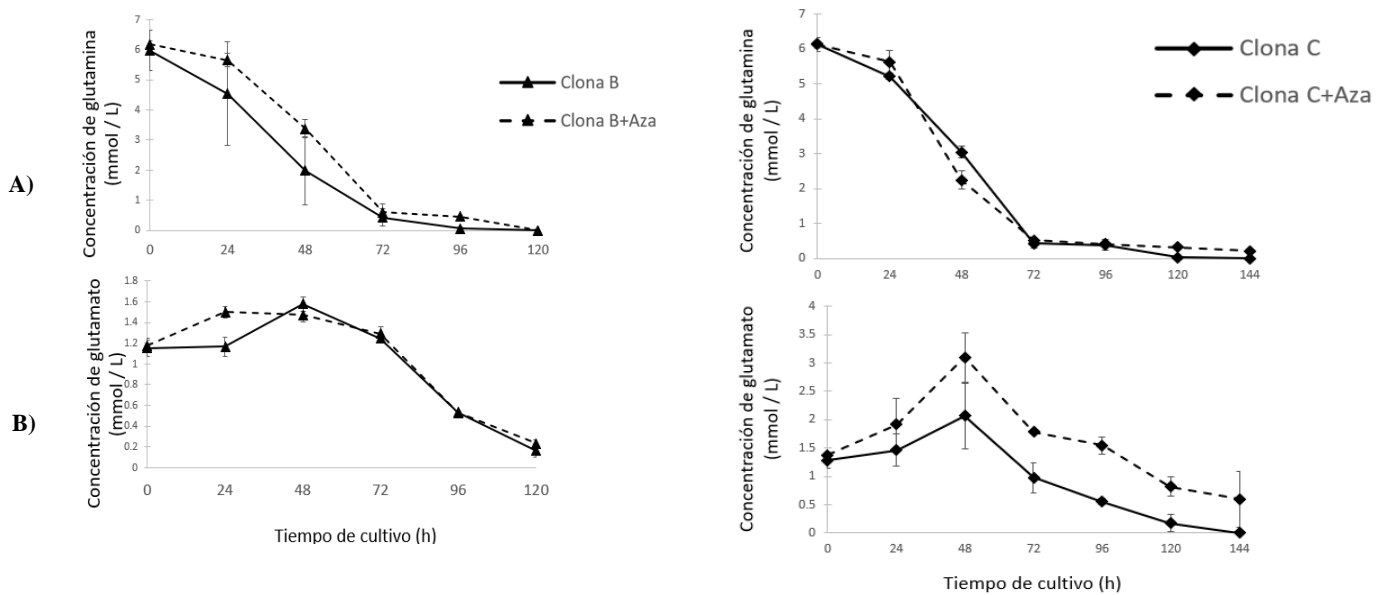 A)
Concentración de glutamina
(mmol / L)
7
6
5
4
3
2
1
0
0 24 48 72 96 120
Clona B
Clona B+Aza
Concentración de glutamina
(mmol / L)
7
6
5
4
3
2
1
0
0 24 48 72 96 120 144
Clona C
Clona C+Aza
B)
Concentración de glutamato
(mmol / L)
1.8
1.6
1.4
1.2
1
0.8
0.6
0.4
0.2
0
0 24 48 72 96 120
Tiempo de cultivo (h)
Concentración de glutamato
(mmol / L)
4
3.5
3
2.5
2
1.5
1
0.5
0
0 24 48 72 96 120 144
Tiempo de cultivo (h)